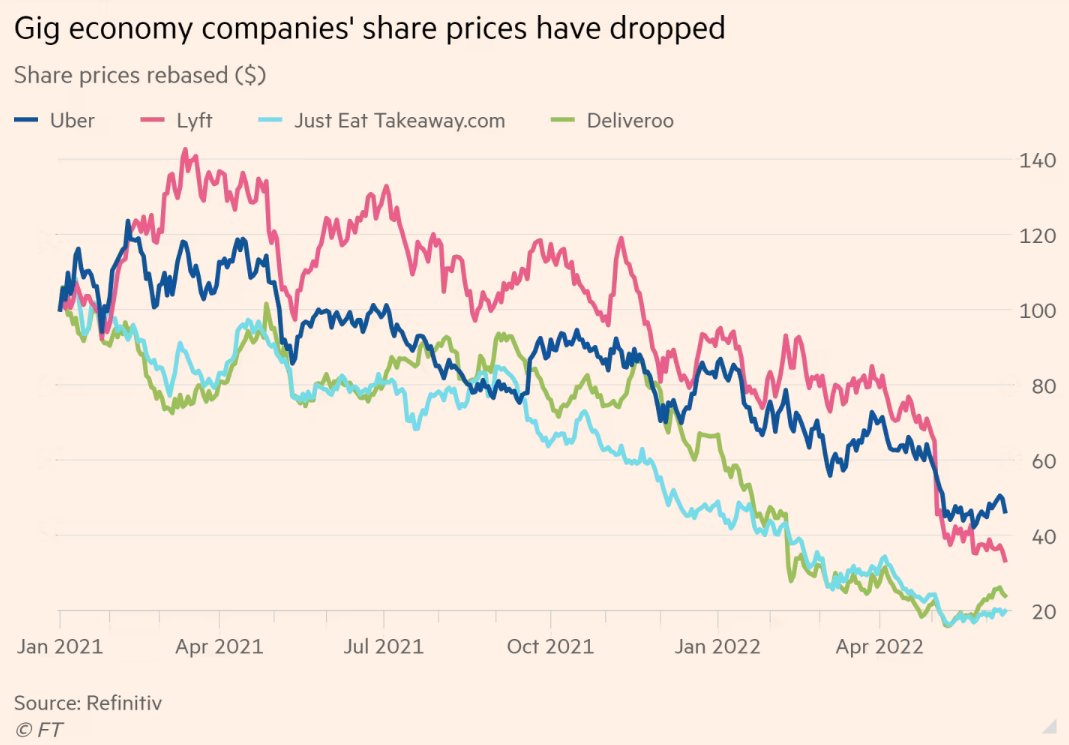 Gig economy companies' share prices have dropped
Share prices rebased ($)
Uber Lyft Just Eat Takeaway.com Deliveroo
140
120
100
80
60
40
20
Jan 2021 Apr 2021 Jul 2021 Oct 2021 Jan 2022 Apr 2022
Source: Refinitiv
© FT